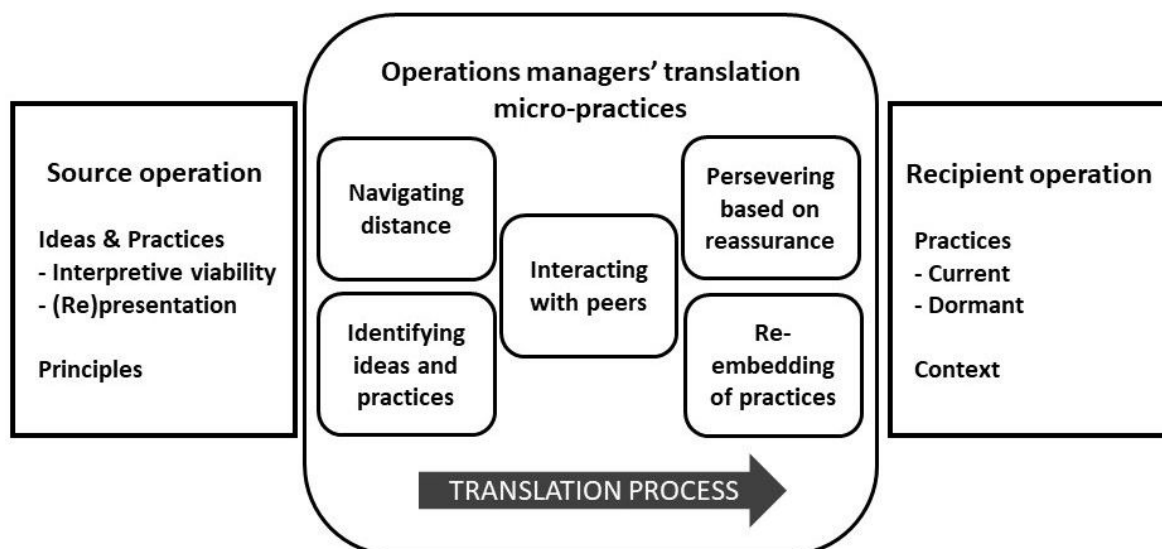 Operations managers' translation
micro-practices
Source operation
Ideas & Practices
- Interpretive viability
- (Re)presentation
Principles
Navigating
distance
Identifying
ideas and
practices
Interacting
with peers
Persevering
based on
reassurance
Re-
embedding
of practices
Recipient operation
Practices
- Current
- Dormant
Context
TRANSLATION PROCESS